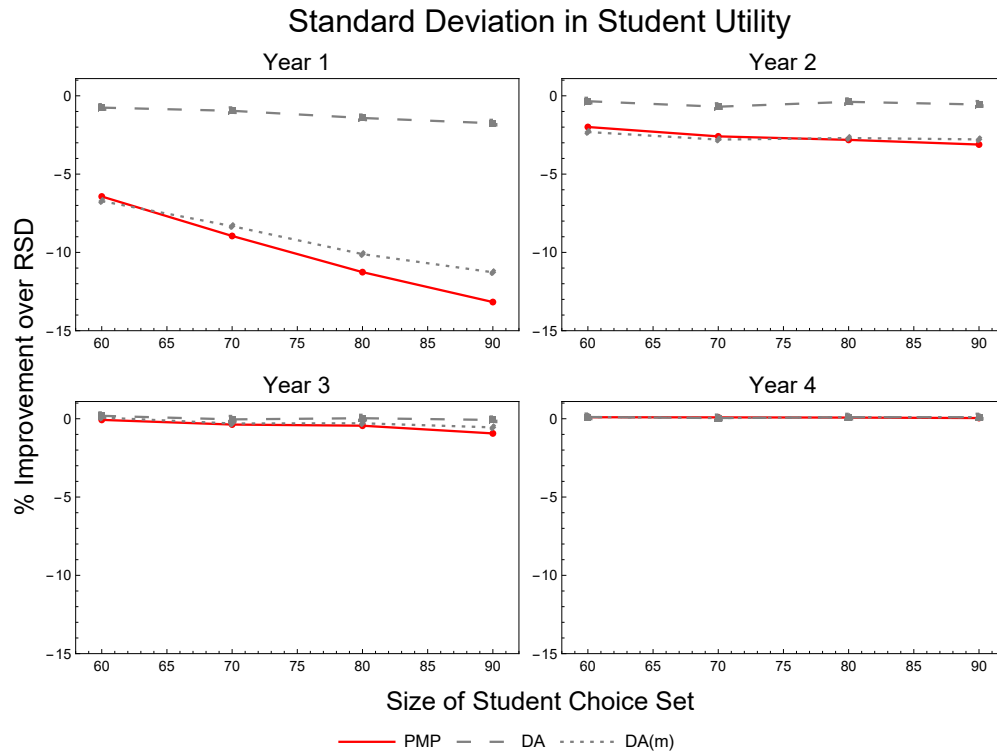 Standard Deviation in Student Utility
Year 1
Year 2
0
−5
−10
−15
60 65 70 75 80 85 90
0
−5
−10
−15
60 65 70 75 80 85 90
% Improvement over RSD
Year 3
Year 4
0
−5
−10
−15
60 65 70 75 80 85 90
0
−5
−10
−15
60 65 70 75 80 85 90
Size of Student Choice Set
PMP DA DA(m)